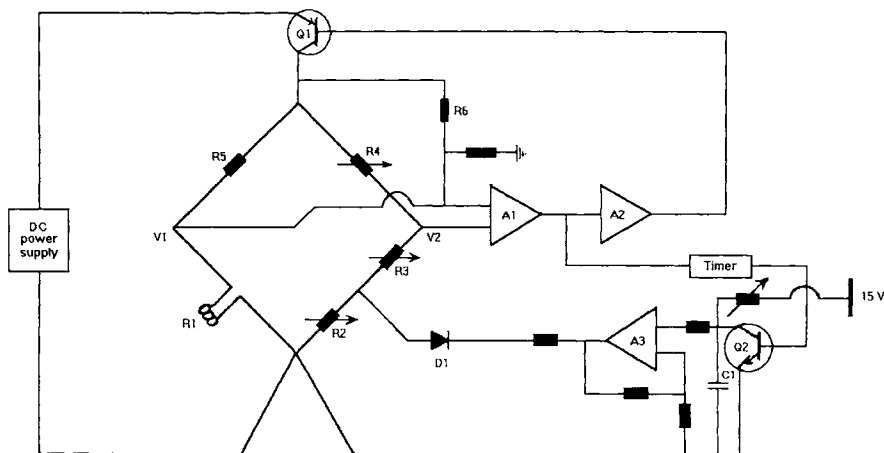 Q1
R6
R5
R4
A1
A2
DC
power
supply
V1
V2
R3
Timer
15 V
R1
R2
D1
A3
Q2
C1